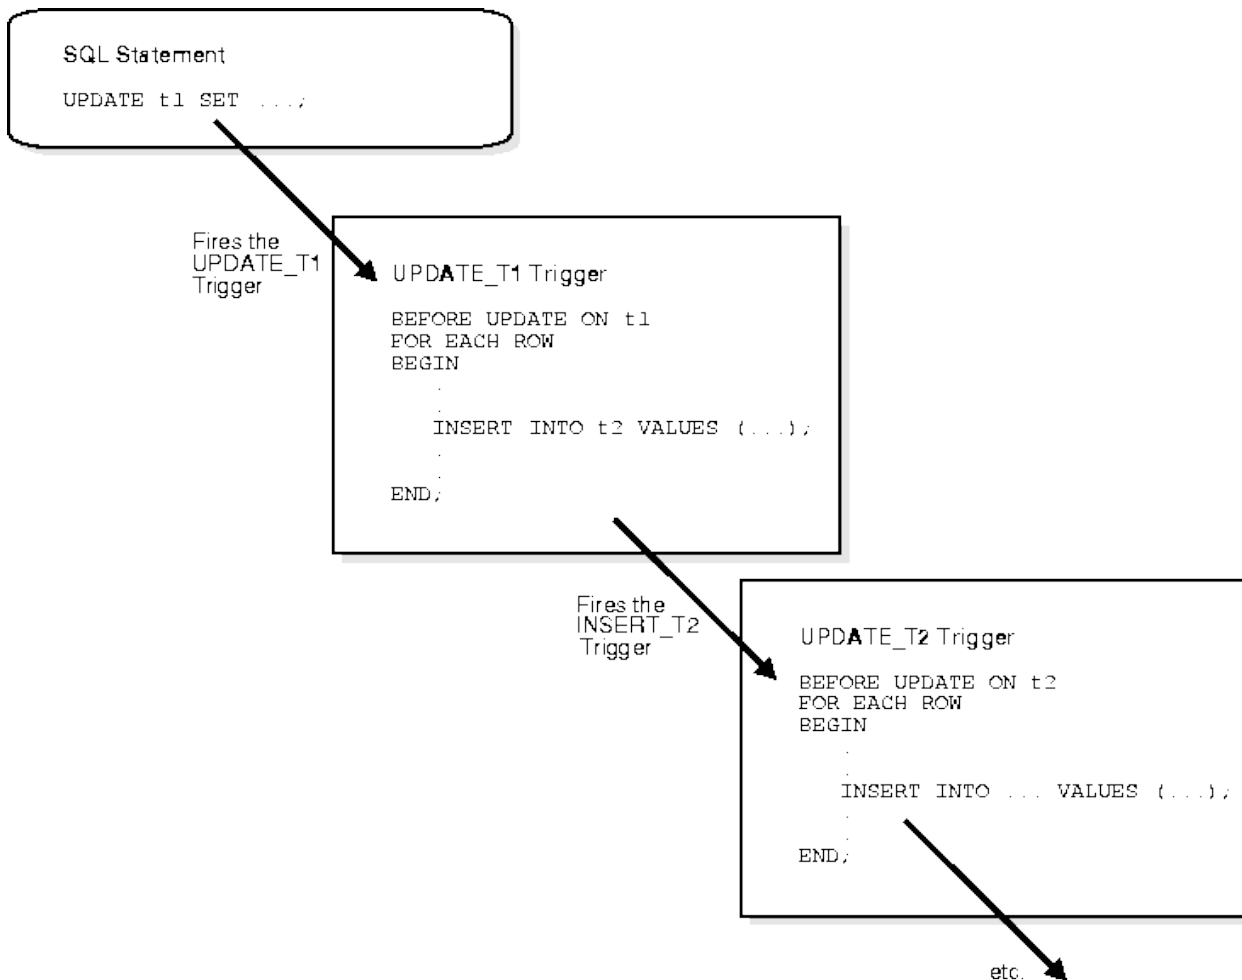 SQL Statement
UPDATE t1 SET ...;
Fires the
UPDATE_T1
Trigger
UPDATE_T1 Trigger
BEFORE UPDATE ON t1
FOR EACH ROW
BEGIN
.
.
INSERT INTO t2 VALUES (...);
.
.
END;
Fires the
INSERT_T2
Trigger
UPDATE_T2 Trigger
BEFORE UPDATE ON t2
FOR EACH ROW
BEGIN
.
.
INSERT INTO ... VALUES (...);
.
.
END;
etc.